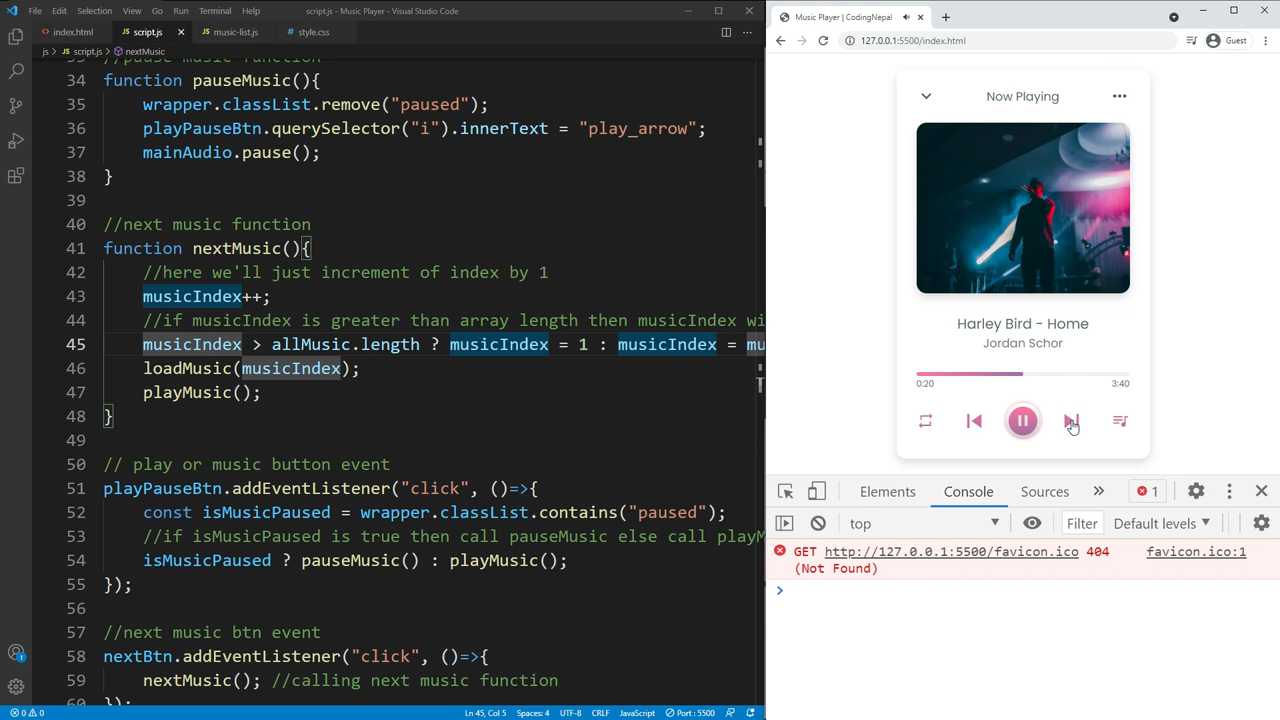 File Edit Selection View Go Run Terminal Help script.js - Music Player - Visual Studio Code
index.html script.js music-list.js style.css
js > script.js > nextMusic
34 function pauseMusic(){
35 wrapper.classList.remove("paused");
36 playPauseBtn.querySelector("i").innerText = "play_arrow";
37 mainAudio.pause();
38 }
39
40 //next music function
41 function nextMusic(){
42 //here we'll just increment of index by 1
43 musicIndex++;
44 //if musicIndex is greater than array length then musicIndex wi
45 musicIndex > allMusic.length ? musicIndex = 1 : musicIndex = mu
46 loadMusic(musicIndex);
47 playMusic();
48 }
49
50 // play or music button event
51 playPauseBtn.addEventListener("click", ()=>{
52 const isMusicPaused = wrapper.classList.contains("paused");
53 //if isMusicPaused is true then call pauseMusic else call playM
54 isMusicPaused ? pauseMusic() : playMusic();
55 });
56
57 //next music btn event
58 nextBtn.addEventListener("click", ()=>{
59 nextMusic(); //calling next music function
0 0 Ln 45, Col 5 Spaces: 4 UTF-8 CRLF JavaScript Port : 5500
Music Player | CodingNepal
127.0.0.1:5500/index.html Guest
Now Playing
Harley Bird - Home
Jordan Schor
0:20 3:40
Elements Console Sources 1
top Filter Default levels
GET http://127.0.0.1:5500/favicon.ico 404 favicon.ico:1
(Not Found)